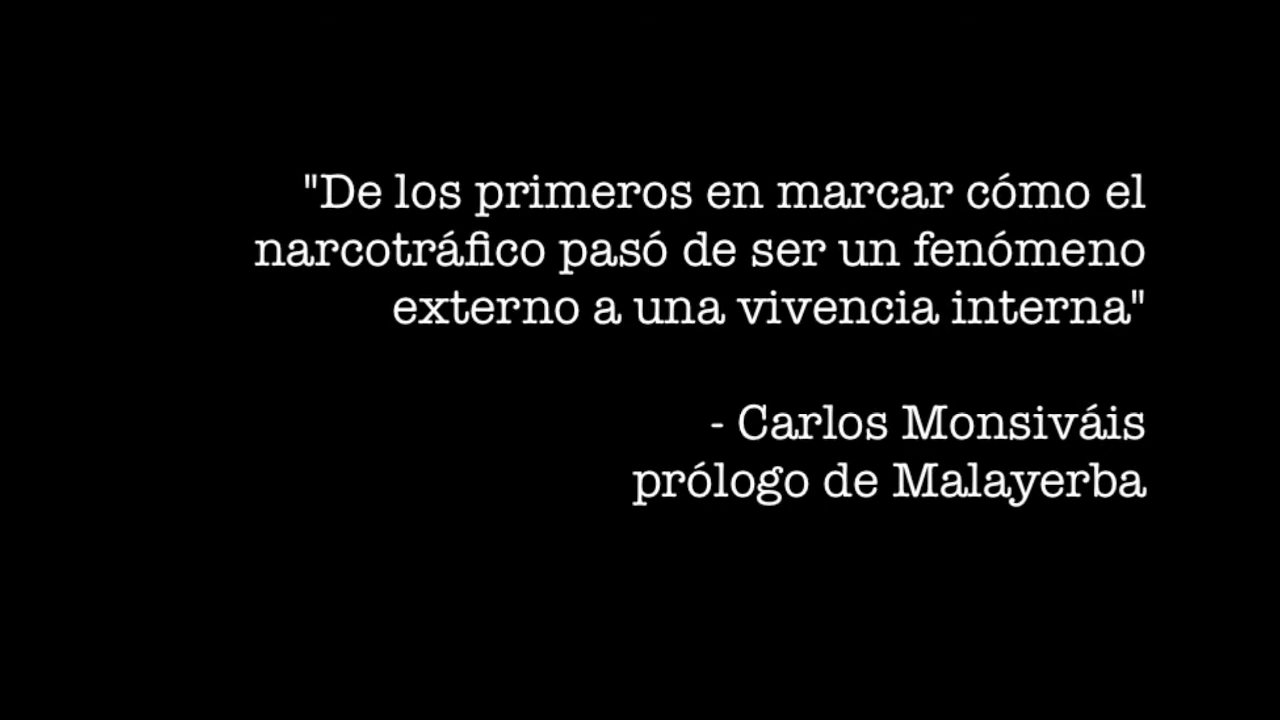 "De los primeros en marcar cómo el
narcotráfico pasó de ser un fenómeno
externo a una vivencia interna"
- Carlos Monsiváis
prólogo de Malayerba